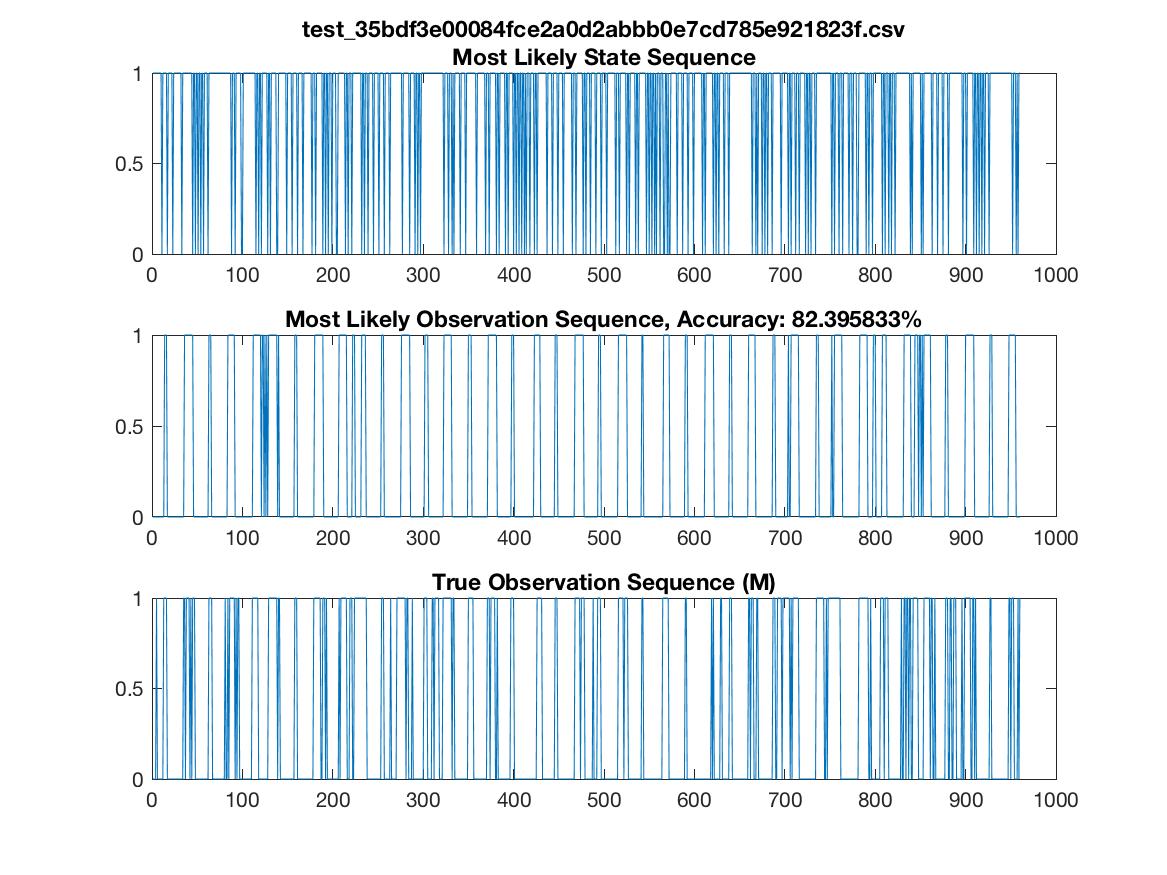 test_35bdf3e00084fce2a0d2abbb0e7cd785e921823f.csv
Most Likely State Sequence
1
0.5
0
0 100 200 300 400 500 600 700 800 900 1000
Most Likely Observation Sequence, Accuracy: 82.395833%
1
0.5
0
0 100 200 300 400 500 600 700 800 900 1000
True Observation Sequence (M)
1
0.5
0
0 100 200 300 400 500 600 700 800 900 1000